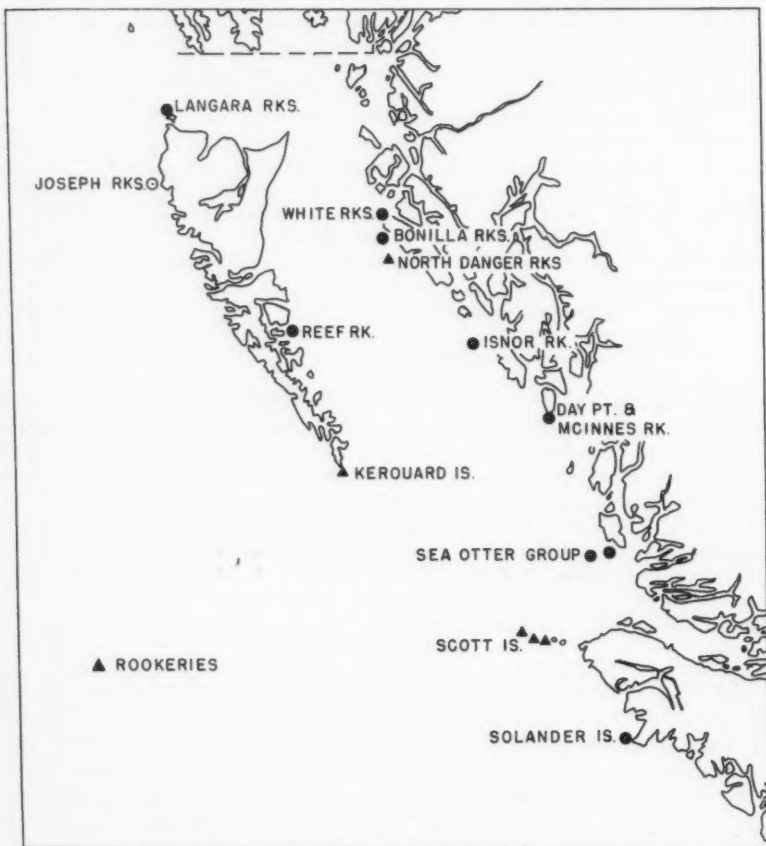 LANGARA RKS.
JOSEPH RKS.
WHITE RKS.
BONILLA RKS.
NORTH DANGER RKS
REEF RK.
ISNOR RK.
DAY PT. &
MCINNES RK.
KEROUARD IS.
SEA OTTER GROUP
SCOTT IS.
ROOKERIES
SOLANDER IS.